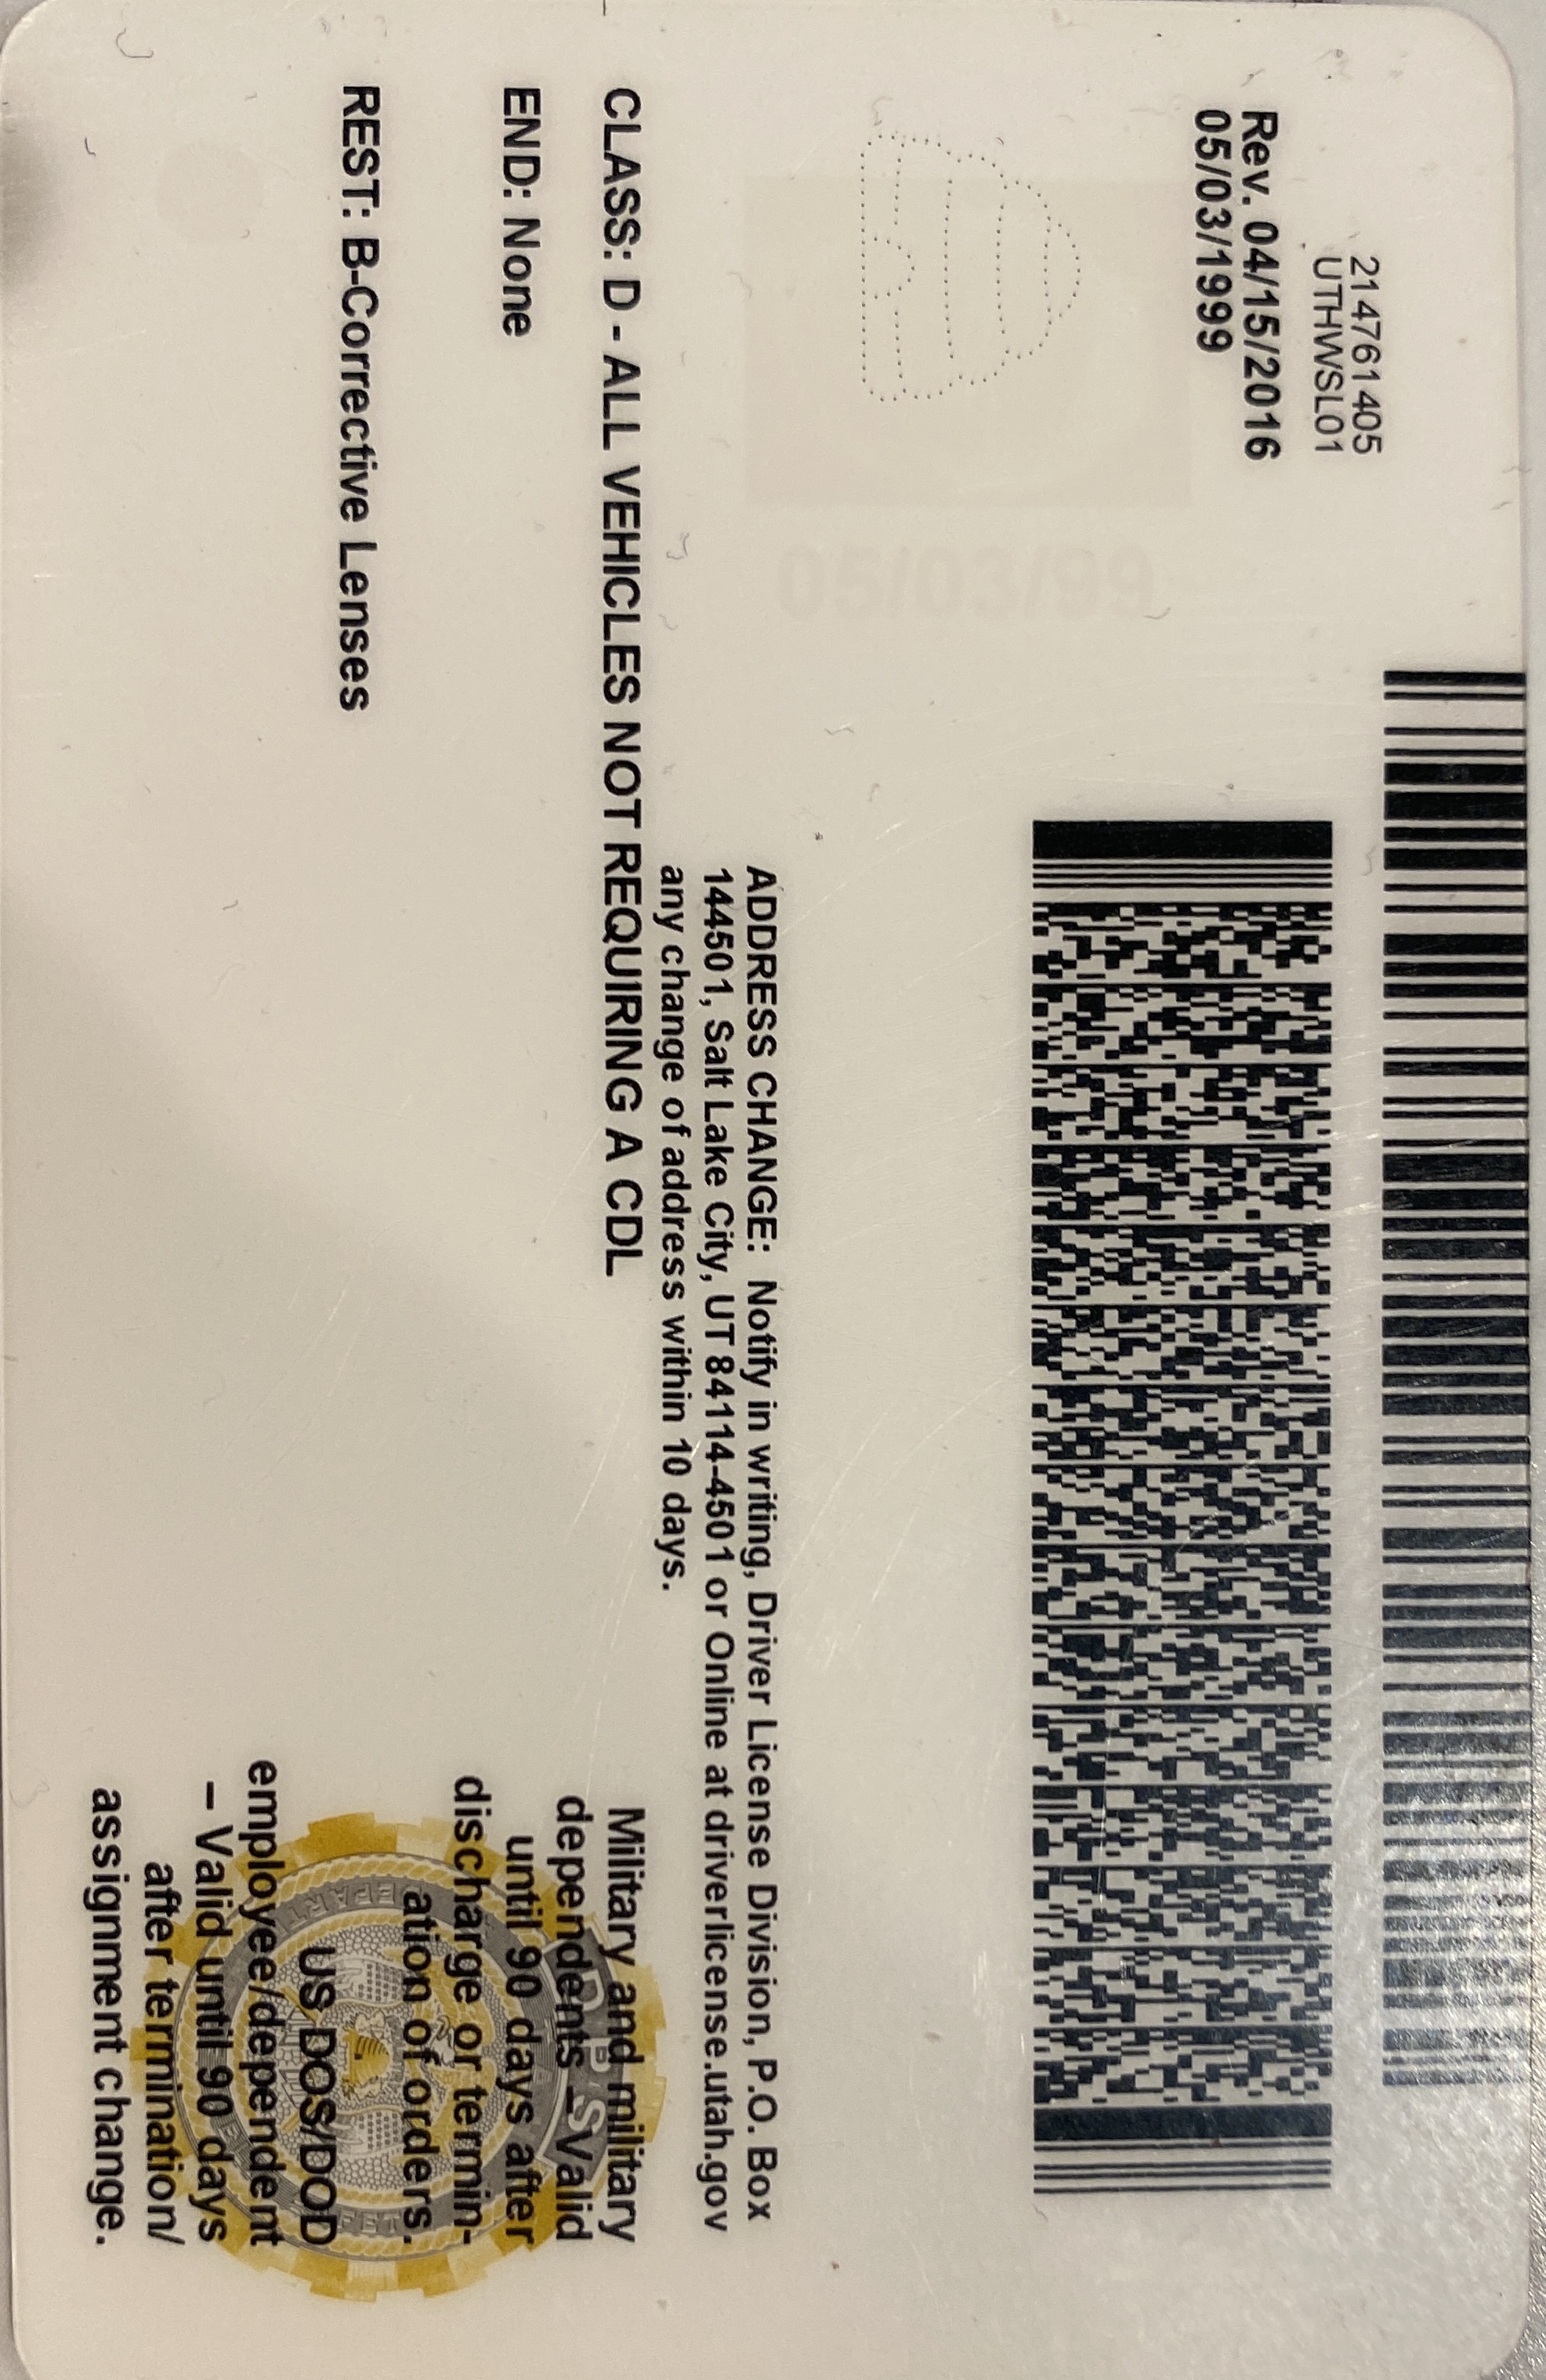 214761405
UTHWSL01
Rev. 04/15/2016
05/03/1999
05/03/99
ADDRESS CHANGE: Notify in writing, Driver License Division, P.O. Box
144501, Salt Lake City, UT 84114-4501 or Online at driverlicense.utah.gov
any change of address within 10 days.
CLASS: D - ALL VEHICLES NOT REQUIRING A CDL
END: None
REST: B-Corrective Lenses
Military and military
dependents – Valid
until 90 days after
discharge or termin-
ation of orders.
US DOS/DOD
employee/dependent
– Valid until 90 days
after termination/
assignment change.